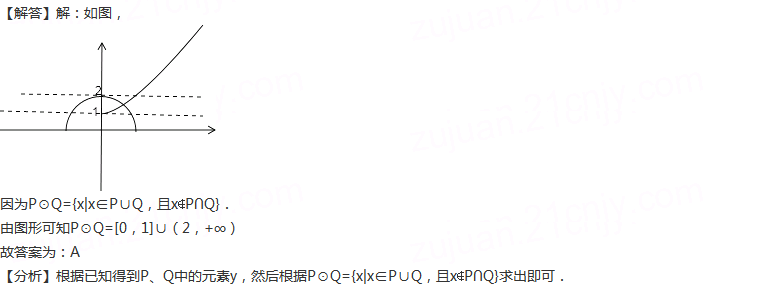 【解答】解：如图，
2
1
因为P⊙Q={x|x∈P∪Q，且x∉P∩Q}．
由图形可知P⊙Q=[0，1]∪（2，+∞）
故答案为：A
【分析】根据已知得到P、Q中的元素y，然后根据P⊙Q={x|x∈P∪Q，且x∉P∩Q}求出即可．